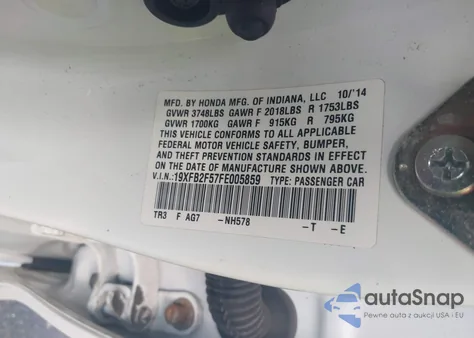 MFD. BY HONDA MFG. OF INDIANA, LLC 10/'14
GVWR 3748LBS GAWR F 2018LBS R 1753LBS
GVWR 1700KG GAWR F 915KG R 795KG
THIS VEHICLE CONFORMS TO ALL APPLICABLE
FEDERAL MOTOR VEHICLE SAFETY, BUMPER,
AND THEFT PREVENTION STANDARDS IN EFFECT
ON THE DATE OF MANUFACTURE SHOWN ABOVE.
V.I.N.:19XFB2F57FE005859 TYPE: PASSENGER CAR
TR3 F AG7 -NH578 -T -E
autoSnap
Pewne auta z aukcji USA i EU